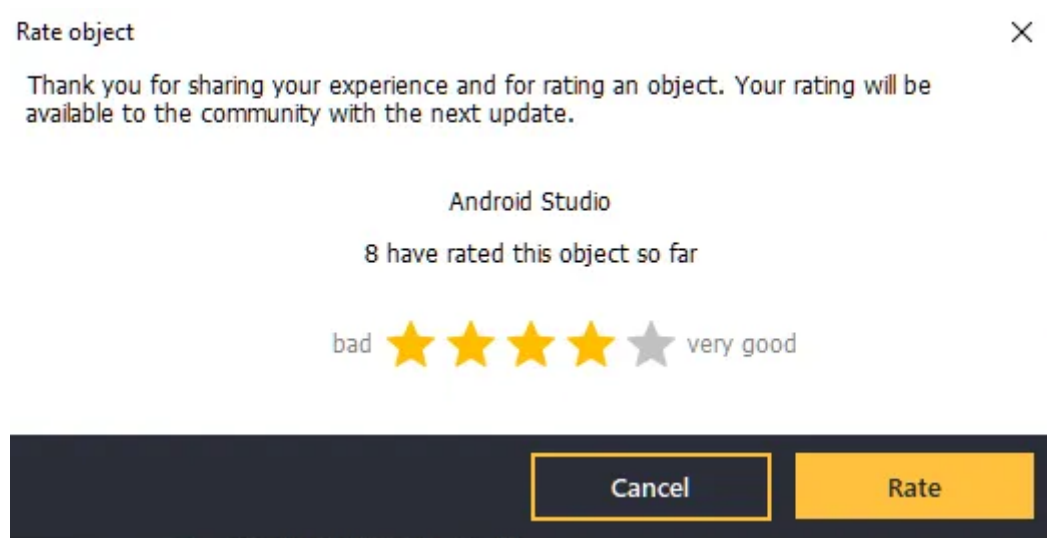 Rate object
Thank you for sharing your experience and for rating an object. Your rating will be
available to the community with the next update.
Android Studio
8 have rated this object so far
bad very good
Cancel Rate